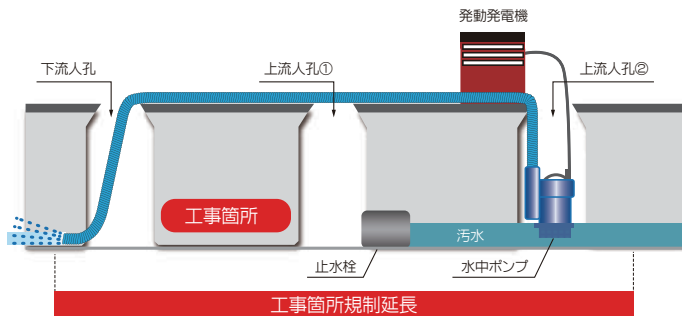 発動発電機
下流人孔
上流人孔①
上流人孔②
工事箇所
汚水
止水栓
水中ポンプ
工事箇所規制延長